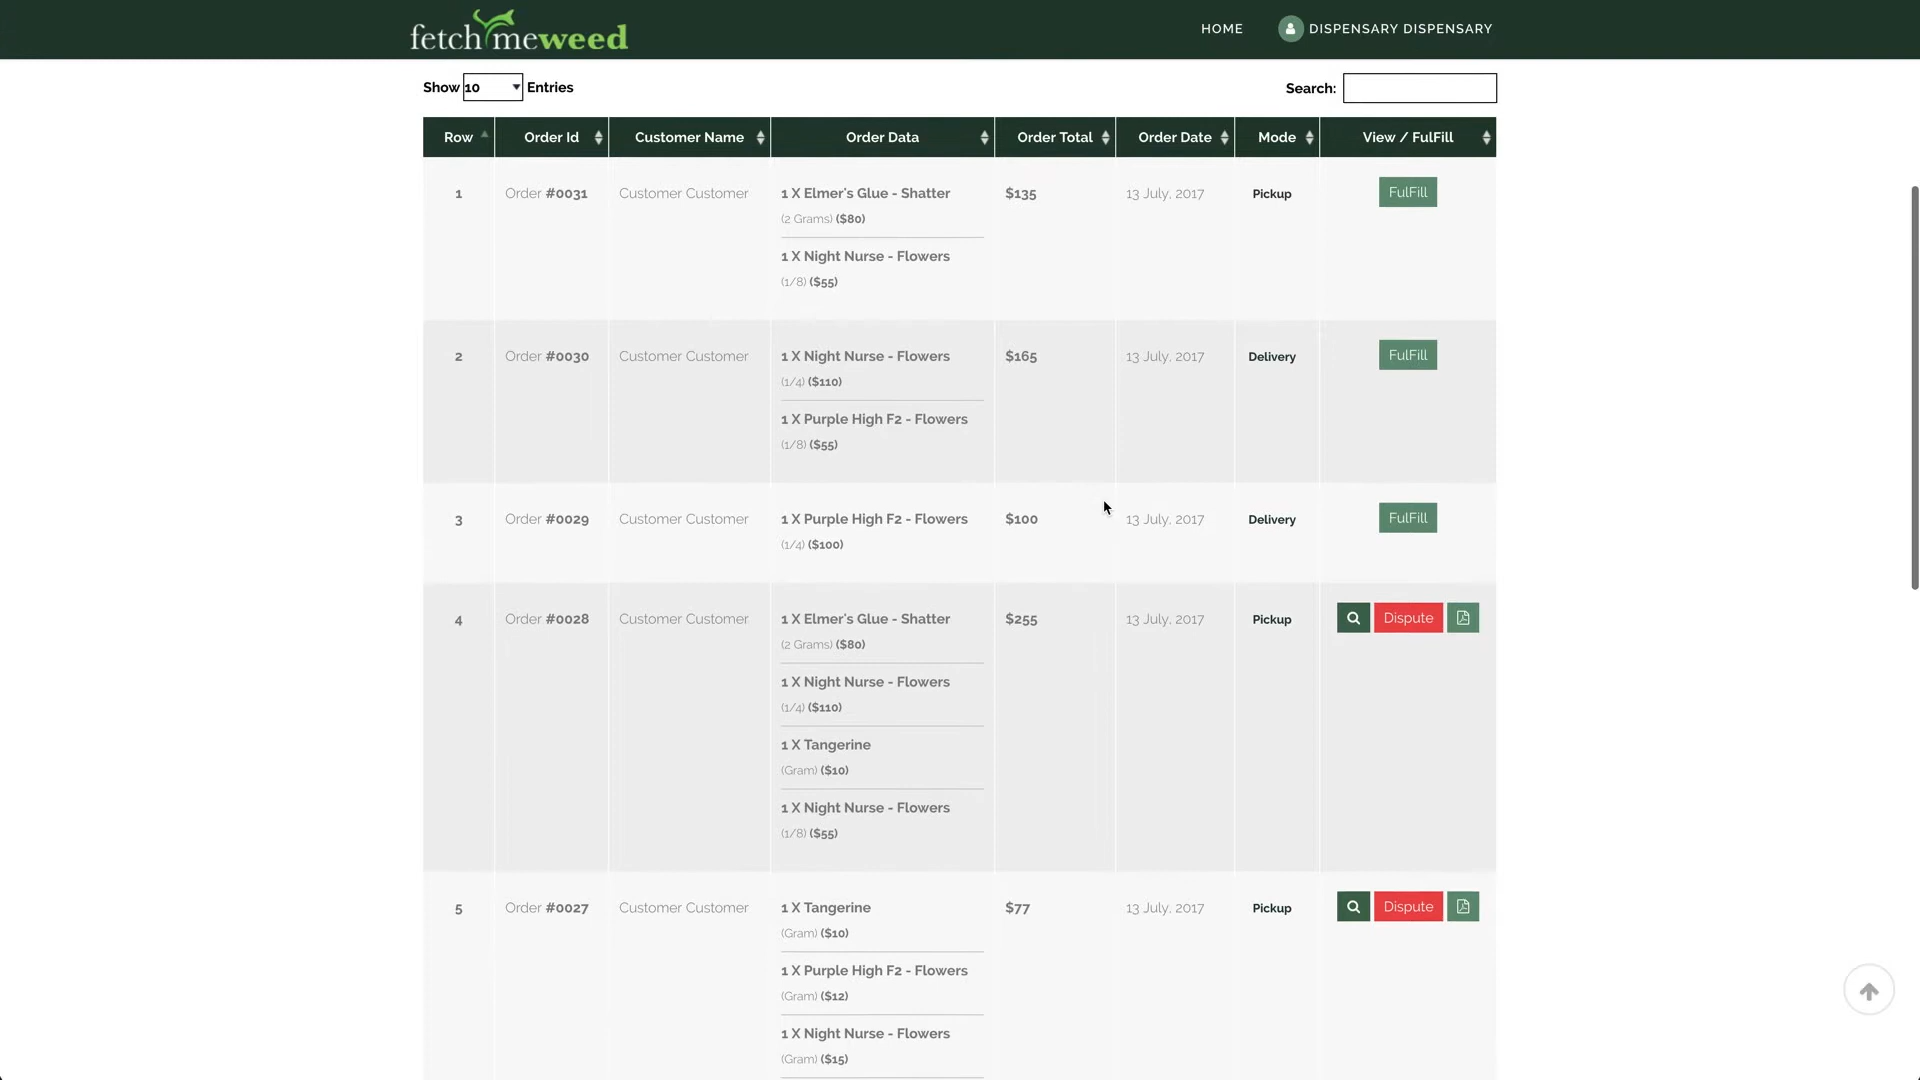 fetch me weed
HOME
DISPENSARY DISPENSARY
Show 10 Entries
Search:
Row Order Id Customer Name Order Data Order Total Order Date Mode View / FulFill
1 Order #0031 Customer Customer 1 X Elmer's Glue - Shatter $135 13 July, 2017 Pickup FulFill
(2 Grams) ($80)
1 X Night Nurse - Flowers
(1/8) ($55)
2 Order #0030 Customer Customer 1 X Night Nurse - Flowers $165 13 July, 2017 Delivery FulFill
(1/4) ($110)
1 X Purple High F2 - Flowers
(1/8) ($55)
3 Order #0029 Customer Customer 1 X Purple High F2 - Flowers $100 13 July, 2017 Delivery FulFill
(1/4) ($100)
4 Order #0028 Customer Customer 1 X Elmer's Glue - Shatter $255 13 July, 2017 Pickup Dispute
(2 Grams) ($80)
1 X Night Nurse - Flowers
(1/4) ($110)
1 X Tangerine
(Gram) ($10)
1 X Night Nurse - Flowers
(1/8) ($55)
5 Order #0027 Customer Customer 1 X Tangerine $77 13 July, 2017 Pickup Dispute
(Gram) ($10)
1 X Purple High F2 - Flowers
(Gram) ($12)
1 X Night Nurse - Flowers
(Gram) ($15)